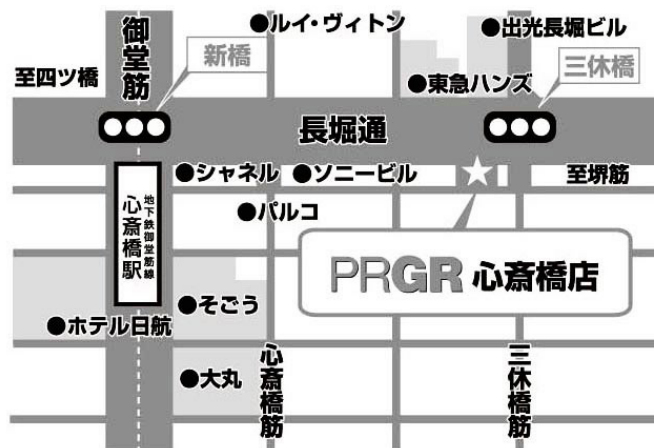 御堂筋
●ルイ・ヴィトン
●出光長堀ビル
新橋
三休橋
至四ツ橋
●東急ハンズ
長堀通
●シャネル
●ソニービル
至堺筋
地下鉄御堂筋線
心斎橋駅
●パルコ
PRGR 心斎橋店
●そごう
●ホテル日航
●大丸
心斎橋筋
三休橋筋